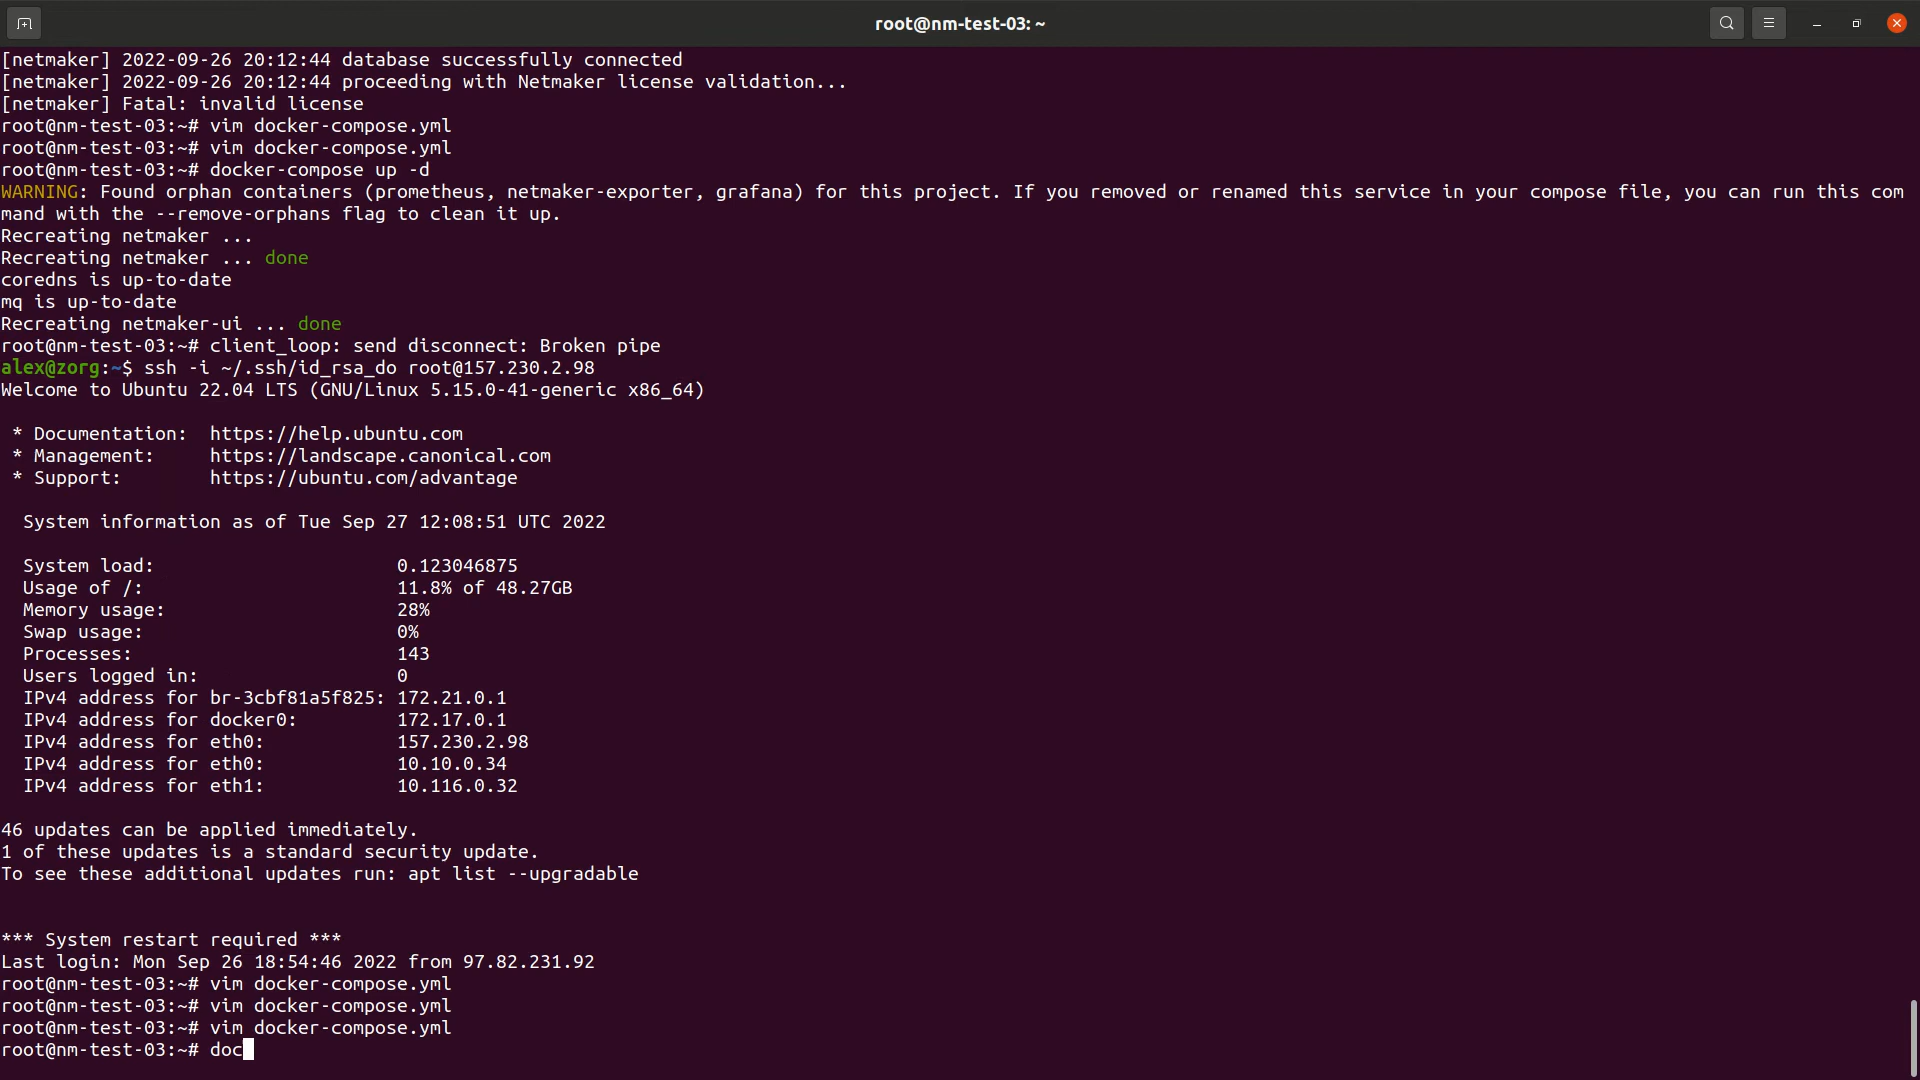 root@nm-test-03: ~
[netmaker] 2022-09-26 20:12:44 database successfully connected
[netmaker] 2022-09-26 20:12:44 proceeding with Netmaker license validation...
[netmaker] Fatal: invalid license
root@nm-test-03:~# vim docker-compose.yml
root@nm-test-03:~# vim docker-compose.yml
root@nm-test-03:~# docker-compose up -d
WARNING: Found orphan containers (prometheus, netmaker-exporter, grafana) for this project. If you removed or renamed this service in your compose file, you can run this com
mand with the --remove-orphans flag to clean it up.
Recreating netmaker ...
Recreating netmaker ... done
coredns is up-to-date
mq is up-to-date
Recreating netmaker-ui ... done
root@nm-test-03:~# client_loop: send disconnect: Broken pipe
alex@zorg:~$ ssh -i ~/.ssh/id_rsa_do root@157.230.2.98
Welcome to Ubuntu 22.04 LTS (GNU/Linux 5.15.0-41-generic x86_64)
* Documentation:  https://help.ubuntu.com
* Management:     https://landscape.canonical.com
* Support:        https://ubuntu.com/advantage
System information as of Tue Sep 27 12:08:51 UTC 2022
System load:                      0.123046875
Usage of /:                       11.8% of 48.27GB
Memory usage:                     28%
Swap usage:                       0%
Processes:                        143
Users logged in:                  0
IPv4 address for br-3cbf81a5f825: 172.21.0.1
IPv4 address for docker0:         172.17.0.1
IPv4 address for eth0:            157.230.2.98
IPv4 address for eth0:            10.10.0.34
IPv4 address for eth1:            10.116.0.32
46 updates can be applied immediately.
1 of these updates is a standard security update.
To see these additional updates run: apt list --upgradable
*** System restart required ***
Last login: Mon Sep 26 18:54:46 2022 from 97.82.231.92
root@nm-test-03:~# vim docker-compose.yml
root@nm-test-03:~# vim docker-compose.yml
root@nm-test-03:~# vim docker-compose.yml
root@nm-test-03:~# doc